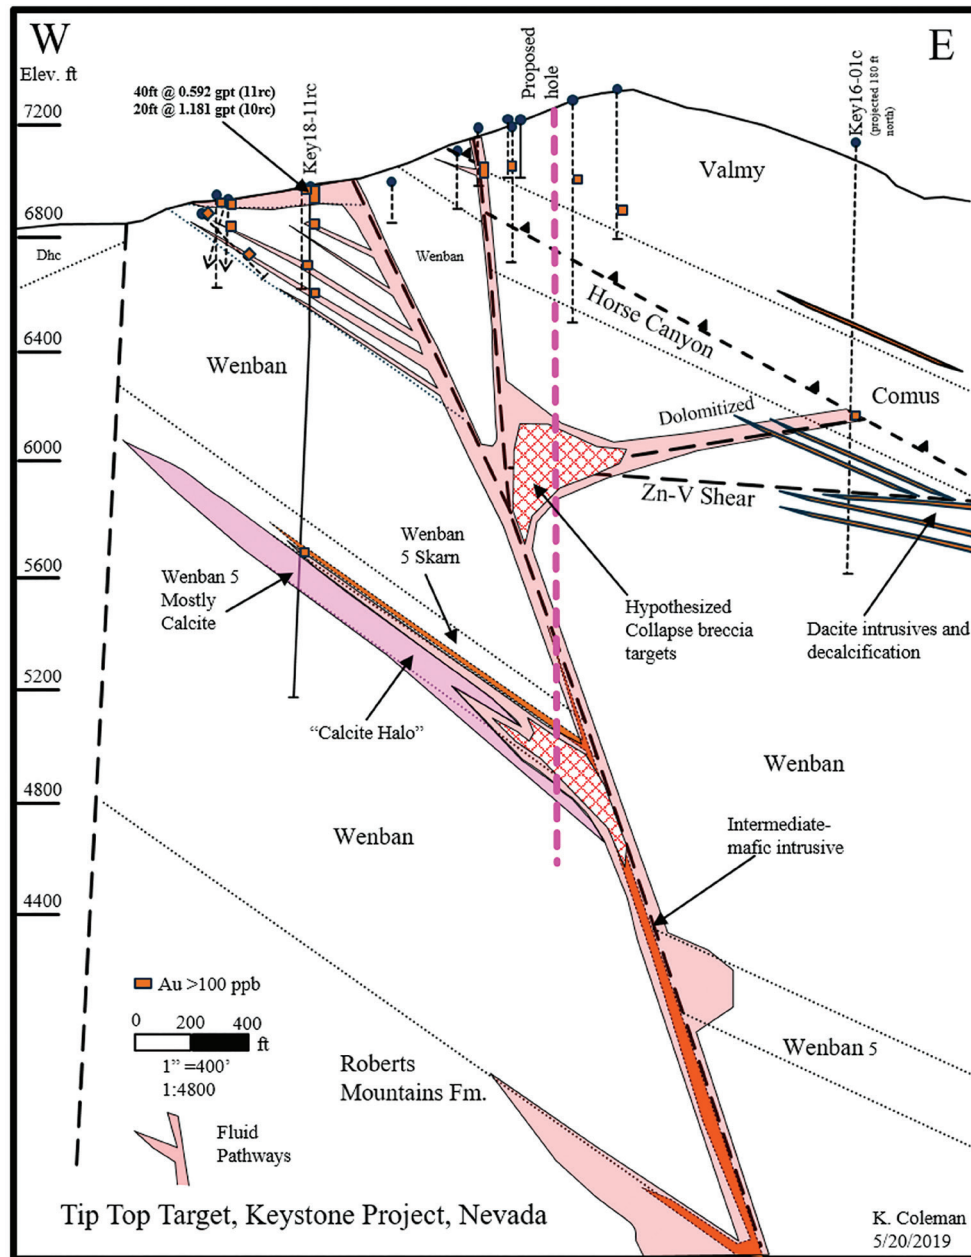 W
E
Elev. ft
7200
6800
Dhc
6400
6000
5600
5200
4800
4400
40ft @ 0.592 gpt (11rc)
20ft @ 1.181 gpt (10rc)
Key18-11rc
Proposed
hole
Key16-01c
(projected 180 ft
north)
Valmy
Wenban
Horse Canyon
Wenban
Comus
Dolomitized
Zn-V Shear
Wenban
5 Skarn
Wenban 5
Mostly
Calcite
Hypothesized
Collapse breccia
targets
Dacite intrusives and
decalcification
"Calcite Halo"
Wenban
Wenban
Intermediate-
mafic intrusive
Au >100 ppb
0 200 400
ft
1" =400'
1:4800
Wenban 5
Roberts
Mountains Fm.
Fluid
Pathways
Tip Top Target, Keystone Project, Nevada
K. Coleman
5/20/2019